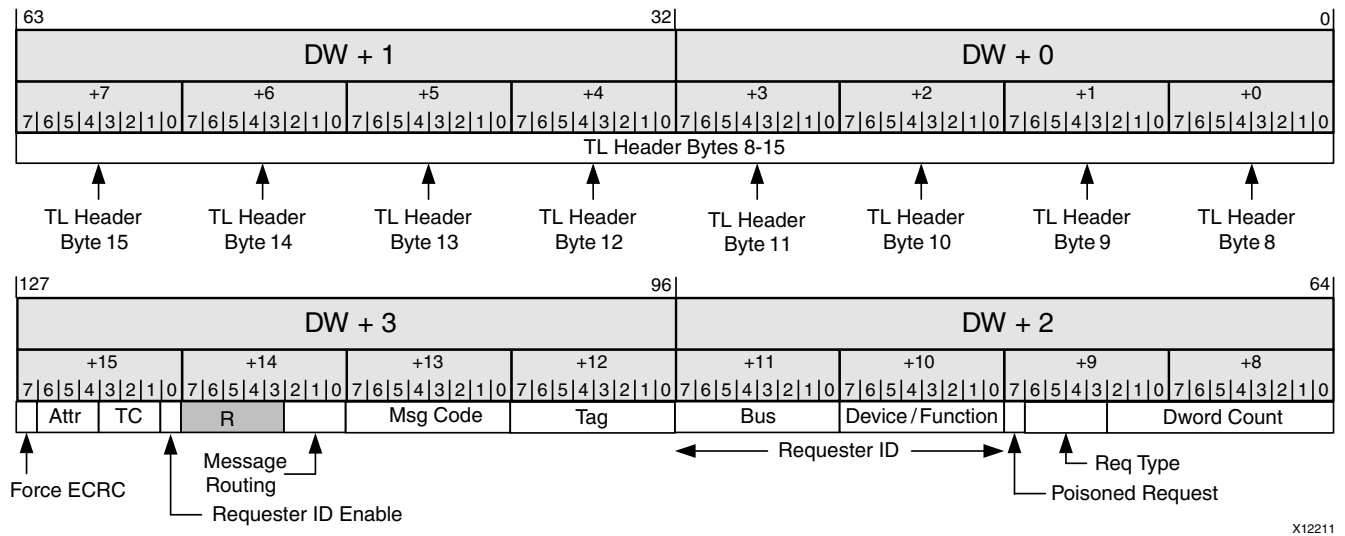 63 32 0
DW + 1 DW + 0
+7 +6 +5 +4 +3 +2 +1 +0
7 6 5 4 3 2 1 0 7 6 5 4 3 2 1 0 7 6 5 4 3 2 1 0 7 6 5 4 3 2 1 0 7 6 5 4 3 2 1 0 7 6 5 4 3 2 1 0 7 6 5 4 3 2 1 0 7 6 5 4 3 2 1 0
TL Header Bytes 8-15
TL Header TL Header TL Header TL Header TL Header TL Header TL Header TL Header
Byte 15 Byte 14 Byte 13 Byte 12 Byte 11 Byte 10 Byte 9 Byte 8
127 96 64
DW + 3 DW + 2
+15 +14 +13 +12 +11 +10 +9 +8
7 6 5 4 3 2 1 0 7 6 5 4 3 2 1 0 7 6 5 4 3 2 1 0 7 6 5 4 3 2 1 0 7 6 5 4 3 2 1 0 7 6 5 4 3 2 1 0 7 6 5 4 3 2 1 0 7 6 5 4 3 2 1 0
Attr TC R Msg Code Tag Bus Device/Function Dword Count
Message Requester ID
Routing Req Type
Force ECRC Poisoned Request
Requester ID Enable
X12211